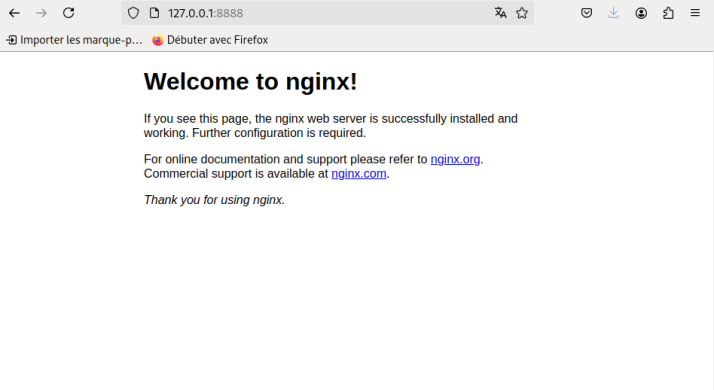 127.0.0.1:8888
Importer les marque-p…
Débuter avec Firefox
Welcome to nginx!
If you see this page, the nginx web server is successfully installed and
working. Further configuration is required.
For online documentation and support please refer to nginx.org.
Commercial support is available at nginx.com.
Thank you for using nginx.